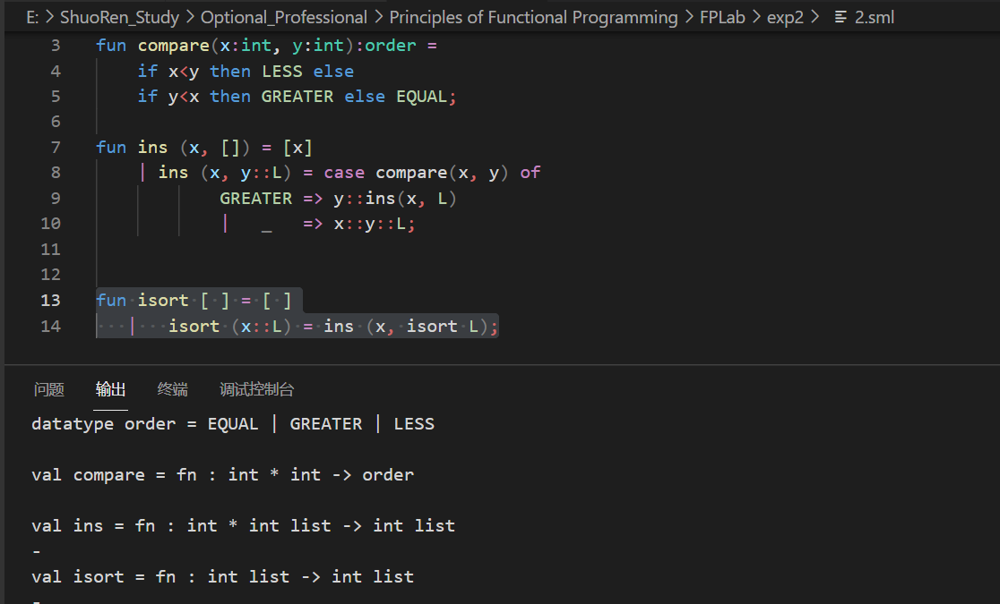 E: > ShuoRen_Study > Optional_Professional > Principles of Functional Programming > FPLab > exp2 > 2.sml
3 fun compare(x:int, y:int):order =
4     if x<y then LESS else
5     if y<x then GREATER else EQUAL;
6
7 fun ins (x, []) = [x]
8     | ins (x, y::L) = case compare(x, y) of
9             GREATER => y::ins(x, L)
10            |   _   => x::y::L;
11
12
13 fun·isort·[·]·=·[·]
14 ···|···isort·(x::L)·=·ins·(x,·isort·L);
问题 输出 终端 调试控制台
datatype order = EQUAL | GREATER | LESS
val compare = fn : int * int -> order
val ins = fn : int * int list -> int list
-
val isort = fn : int list -> int list
-